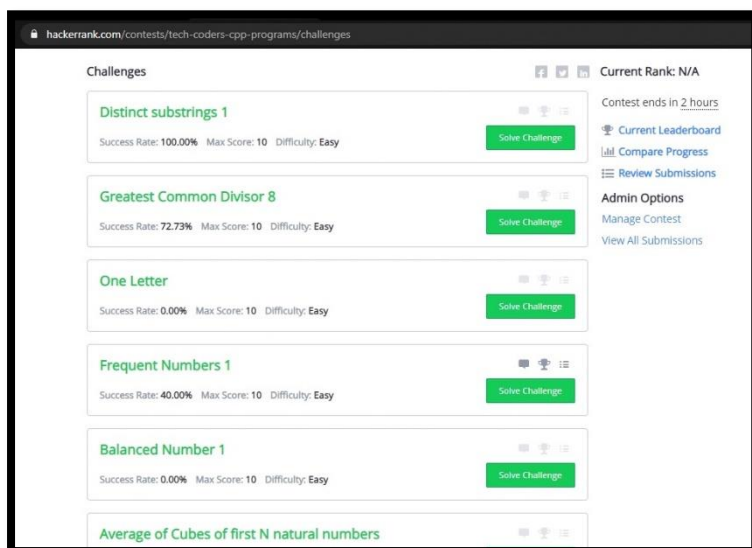 hackerrank.com/contests/tech-coders-cpp-programs/challenges
Challenges
Distinct substrings 1
Success Rate: 100.00% Max Score: 10 Difficulty: Easy
Solve Challenge
Greatest Common Divisor 8
Success Rate: 72.73% Max Score: 10 Difficulty: Easy
Solve Challenge
One Letter
Success Rate: 0.00% Max Score: 10 Difficulty: Easy
Solve Challenge
Frequent Numbers 1
Success Rate: 40.00% Max Score: 10 Difficulty: Easy
Solve Challenge
Balanced Number 1
Success Rate: 0.00% Max Score: 10 Difficulty: Easy
Solve Challenge
Average of Cubes of first N natural numbers
Current Rank: N/A
Contest ends in 2 hours
Current Leaderboard
Compare Progress
Review Submissions
Admin Options
Manage Contest
View All Submissions